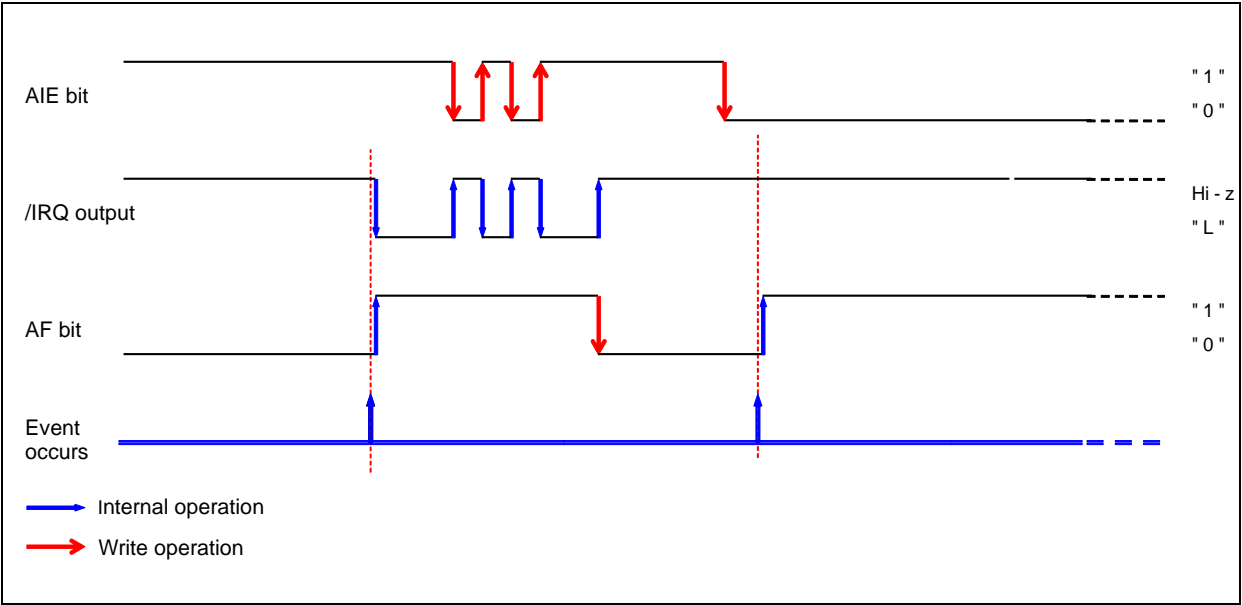 AIE bit
" 1 "
" 0 "
/IRQ output
Hi - z
" L "
AF bit
" 1 "
" 0 "
Event
occurs
Internal operation
Write operation